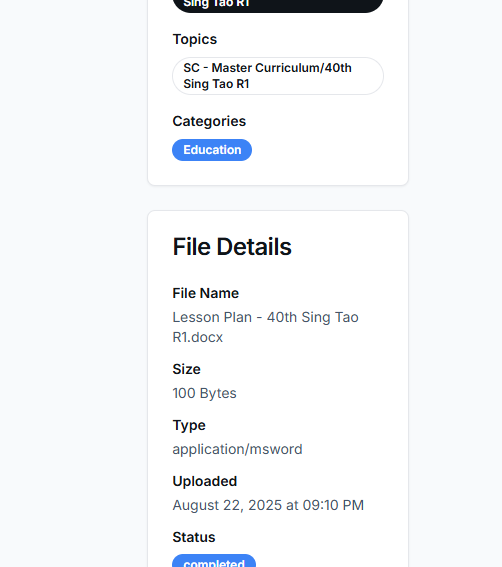 Sing Tao R1
Topics
SC - Master Curriculum/40th
Sing Tao R1
Categories
Education
File Details
File Name
Lesson Plan - 40th Sing Tao
R1.docx
Size
100 Bytes
Type
application/msword
Uploaded
August 22, 2025 at 09:10 PM
Status
completed